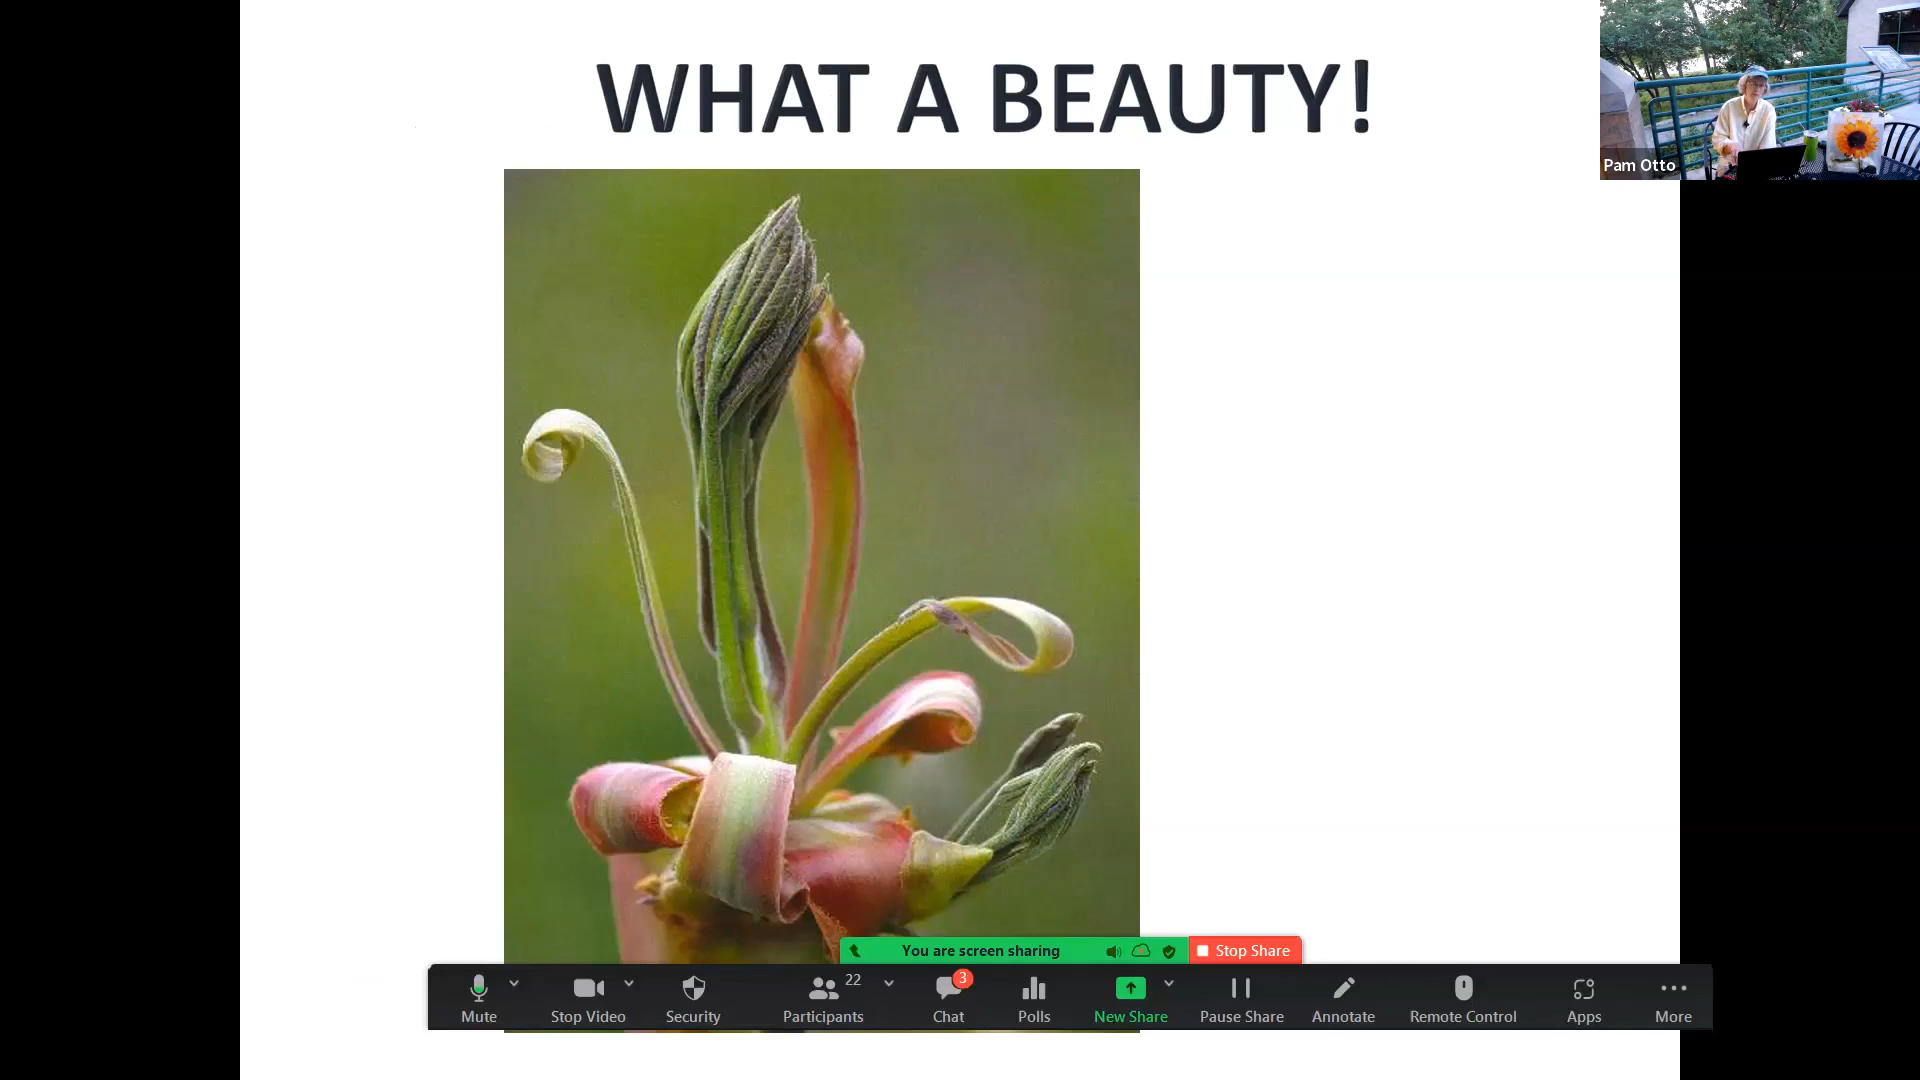 WHAT A BEAUTY!
Pam Otto
You are screen sharing
Stop Share
Mute
Stop Video
Security
22
Participants
3
Chat
Polls
New Share
Pause Share
Annotate
Remote Control
Apps
More